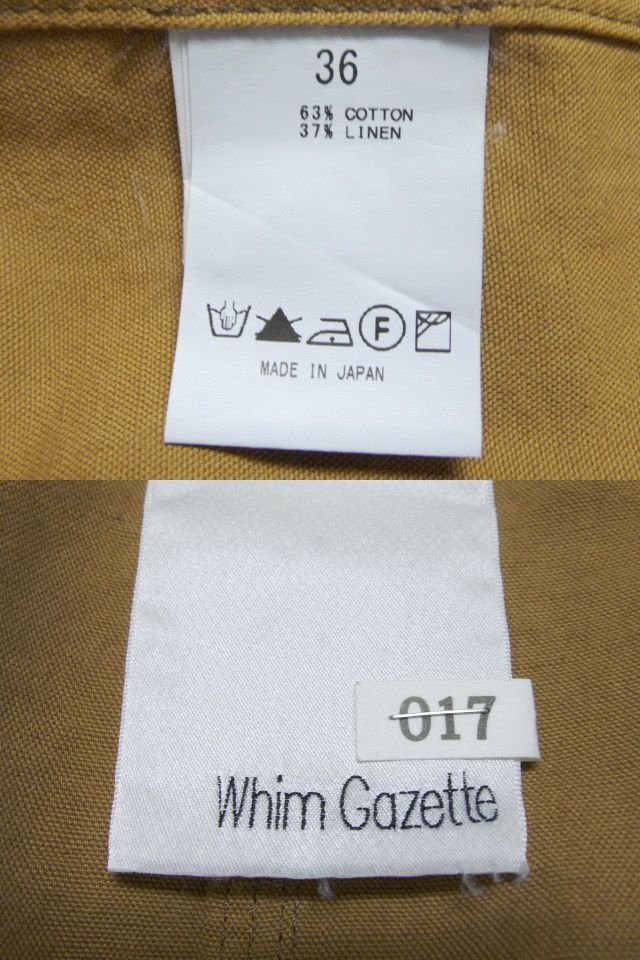 36
63% COTTON
37% LINEN
F
MADE IN JAPAN
017
Whim Gazette